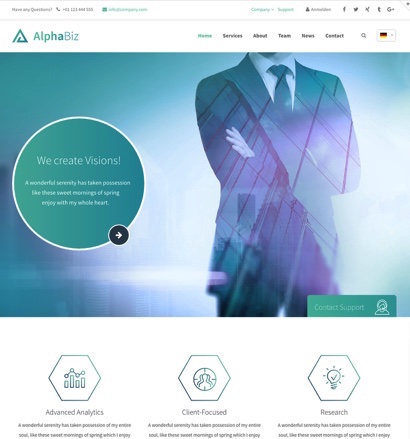 Have any Questions? +01 123 444 555 info@company.com Company Support Anmelden
AlphaBiz Home Services About Team News Contact
We create Visions!
A wonderful serenity has taken possession
like these sweet mornings of spring
enjoy with my whole heart.
Contact Support
Advanced Analytics Client-Focused Research
A wonderful serenity has taken possession of my entire
soul, like these sweet mornings of spring which I enjoy
A wonderful serenity has taken possession of my entire
soul, like these sweet mornings of spring which I enjoy
A wonderful serenity has taken possession of my entire
soul, like these sweet mornings of spring which I enjoy